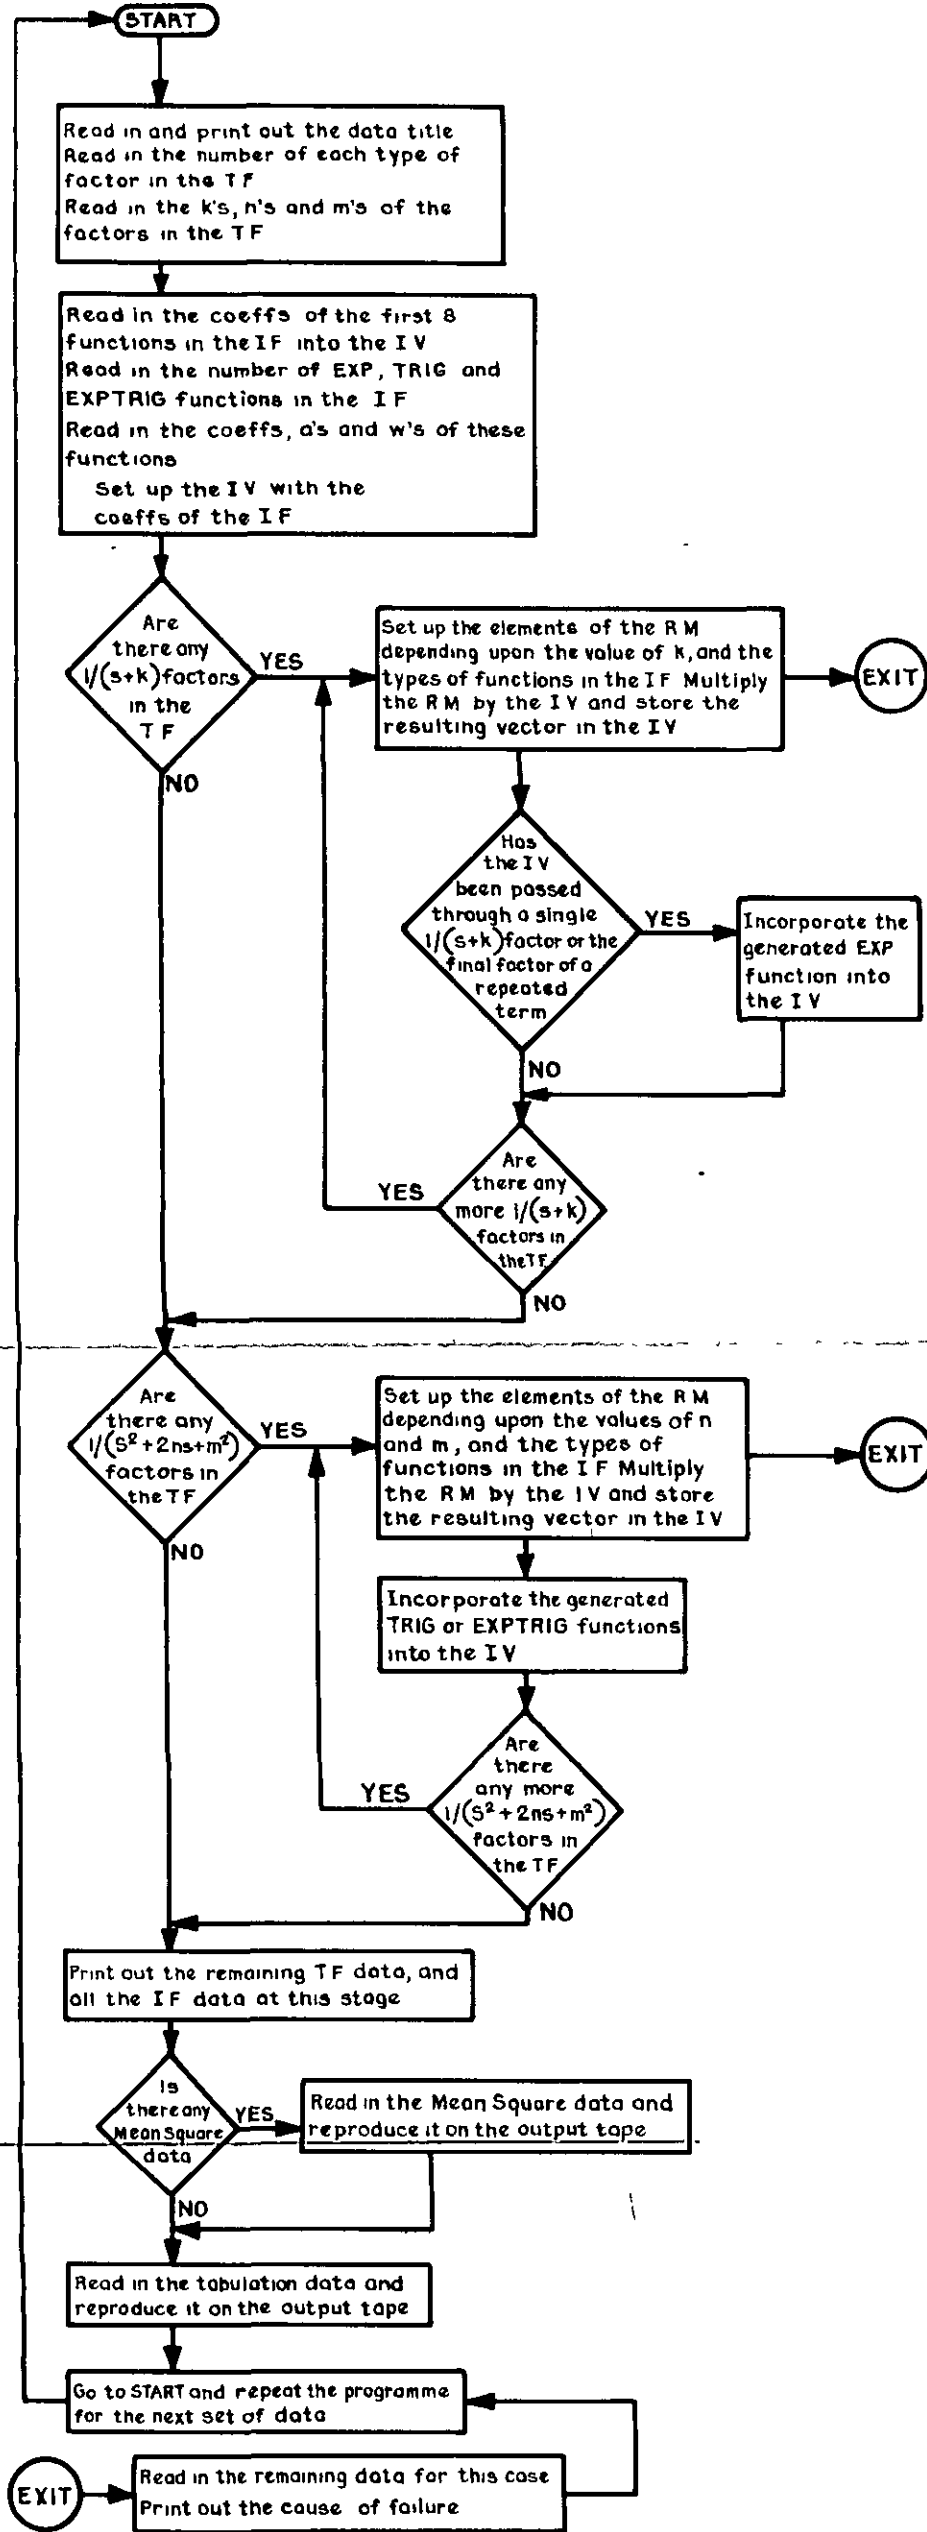 START
Read in and print out the data title
Read in the number of each type of
factor in the TF
Read in the k's, n's and m's of the
factors in the TF
Read in the coeffs of the first 8
functions in the IF into the IV
Read in the number of EXP, TRIG and
EXPTRIG functions in the IF
Read in the coeffs, a's and w's of these
functions
Set up the IV with the
coeffs of the IF
Are
there any
1/(s+k) factors
in the
TF
YES
NO
Set up the elements of the RM
depending upon the value of k, and the
types of functions in the IF Multiply
the RM by the IV and store the
resulting vector in the IV
EXIT
Has
the IV
been passed
through a single
1/(s+k) factor or the
final factor of a
repeated
term
YES
NO
Incorporate the
generated EXP
function into
the IV
Are
there any
more 1/(s+k)
factors in
the TF
YES
NO
Are
there any
1/(S²+2ns+m²)
factors in
the TF
YES
NO
Set up the elements of the RM
depending upon the values of n
and m, and the types of
functions in the IF Multiply
the RM by the IV and store
the resulting vector in the IV
EXIT
Incorporate the generated
TRIG or EXPTRIG functions
into the IV
Are
there
any more
1/(S²+2ns+m²)
factors in
the TF
YES
NO
Print out the remaining TF data, and
all the IF data at this stage
Is
there any
Mean Square
data
YES
NO
Read in the Mean Square data and
reproduce it on the output tape
Read in the tabulation data and
reproduce it on the output tape
Go to START and repeat the programme
for the next set of data
EXIT
Read in the remaining data for this case
Print out the cause of failure